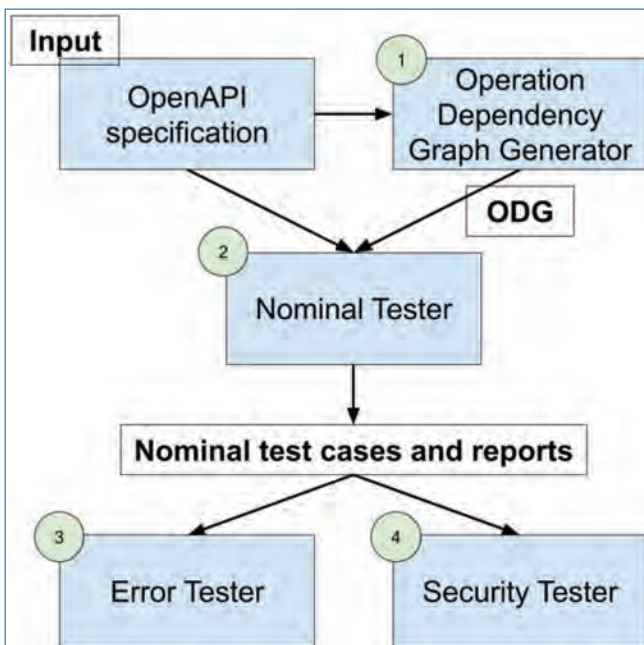 Input
OpenAPI
specification
1
Operation
Dependency
Graph Generator
ODG
2
Nominal Tester
Nominal test cases and reports
3
Error Tester
4
Security Tester